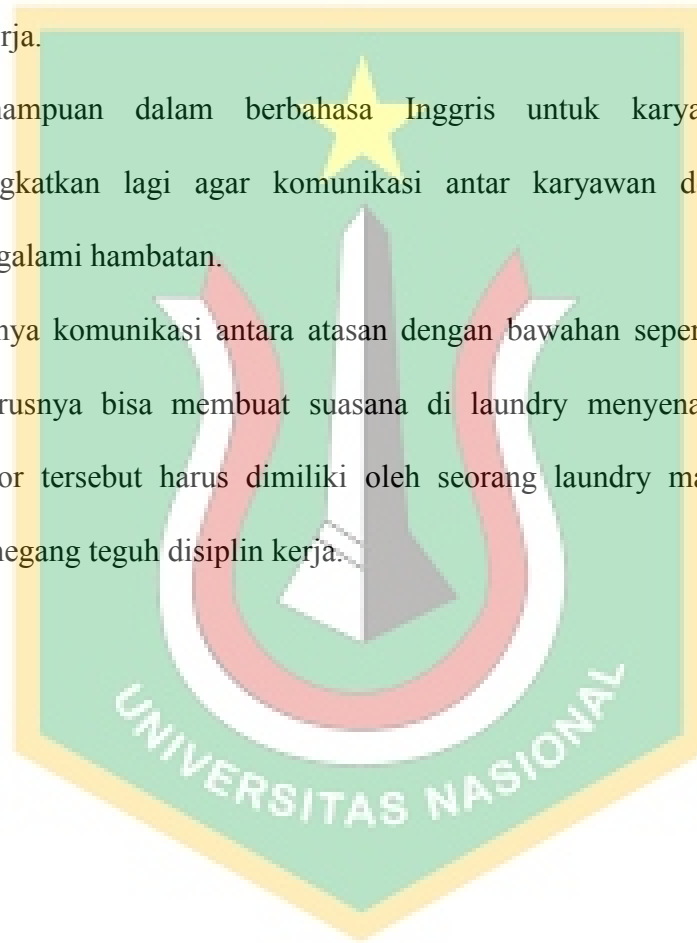 rja.
ampuan dalam berbahasa Inggris untuk karya
gkatkan lagi agar komunikasi antar karyawan d
galami hambatan.
nya komunikasi antara atasan dengan bawahan seper
rusnya bisa membuat suasana di laundry menyena
or tersebut harus dimiliki oleh seorang laundry ma
negang teguh disiplin kerja.
UNIVERSITAS NASIONAL